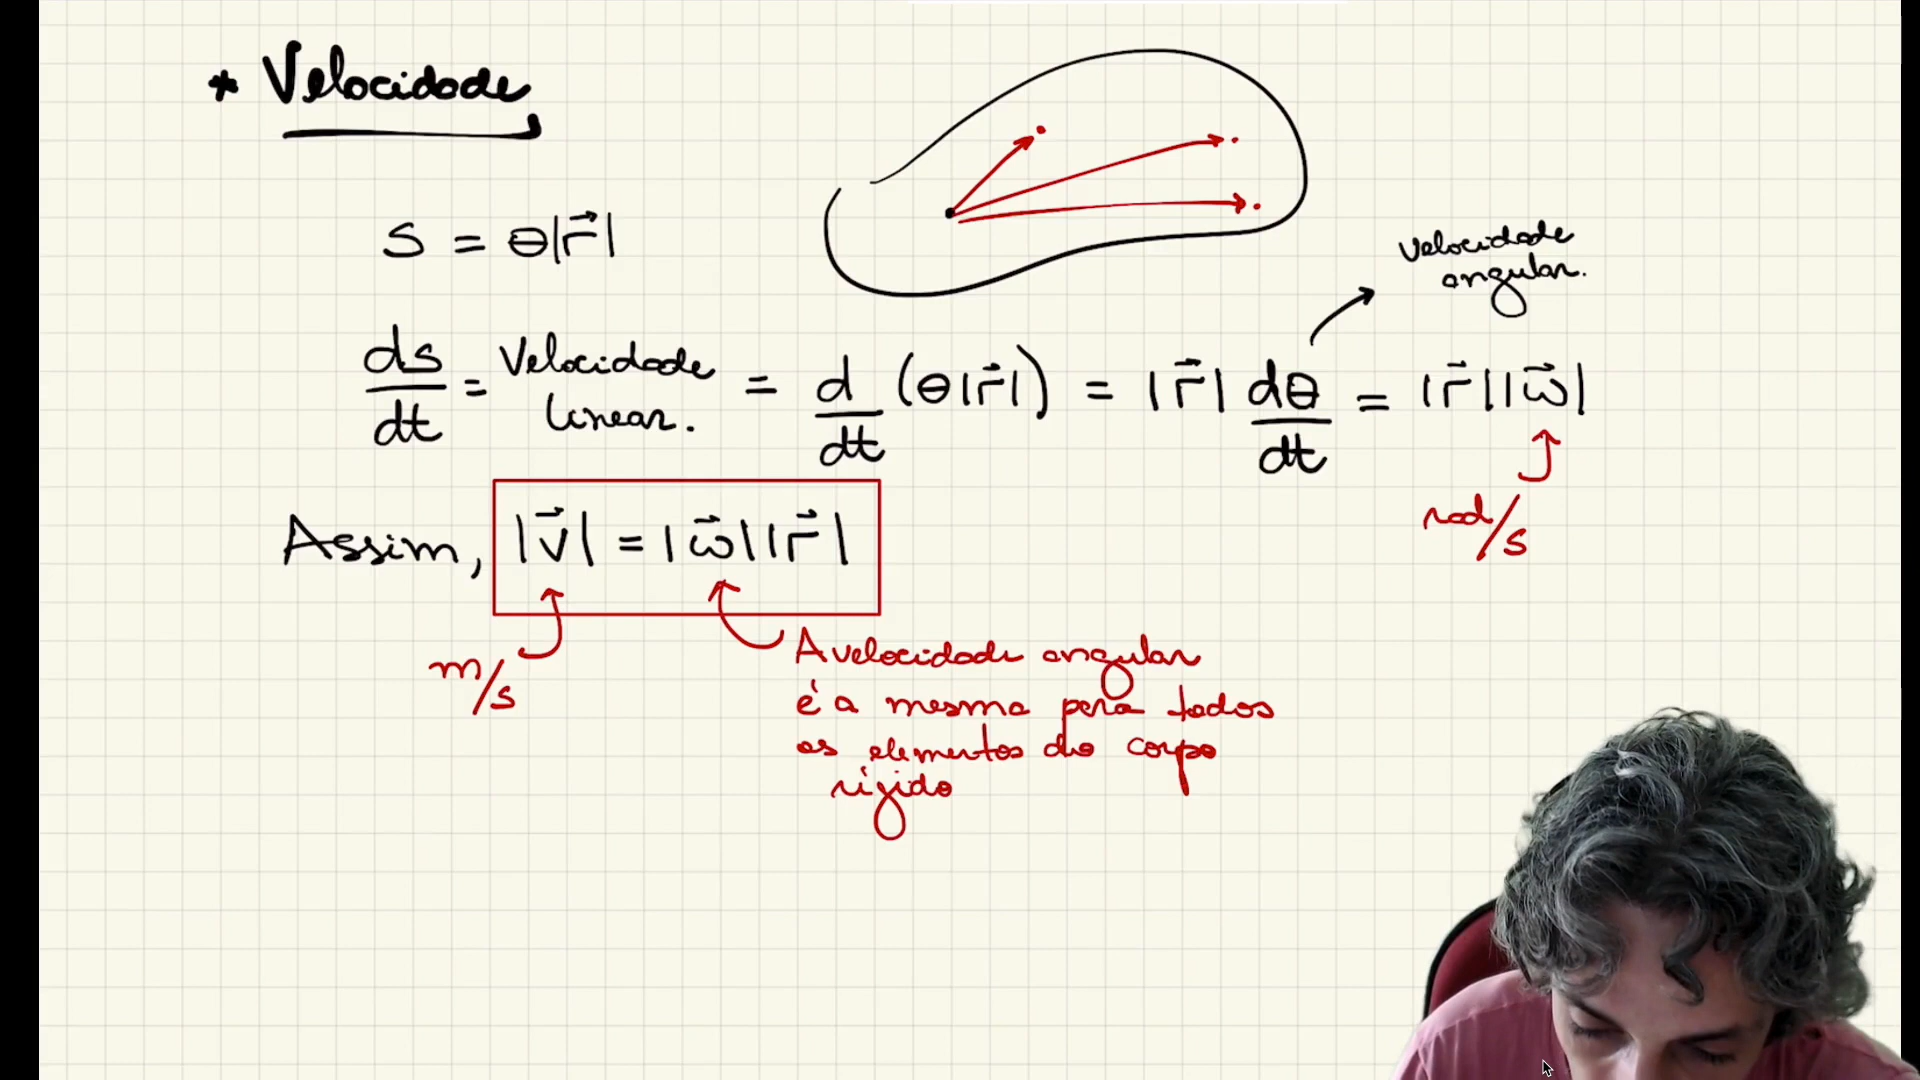 * Velocidade
s = θ|r⃗|
velocidade
angular.
ds/dt = Velocidade linear. = d/dt (θ|r⃗|) = |r⃗| dθ/dt = |r⃗||ω⃗|
rad/s
Assim, |v⃗| = |ω⃗||r⃗|
m/s
A velocidade angular
é a mesma para todos
os elementos do corpo
rígido